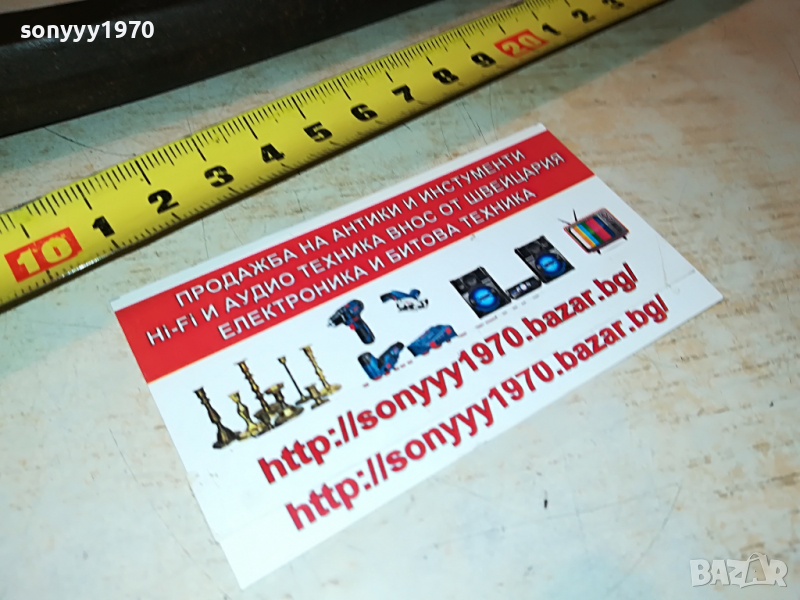 sonyyy1970
10 1 2 3 4 5 6 7 8 9 20 1 2 3
ПРОДАЖБА НА АНТИКИ И ИНСТУМЕНТИ
Hi-Fi И АУДИО ТЕХНИКА ВНОС ОТ ШВЕЙЦАРИЯ
ЕЛЕКТРОНИКА И БИТОВА ТЕХНИКА
http://sonyyy1970.bazar.bg/
http://sonyyy1970.bazar.bg/
BAZAR